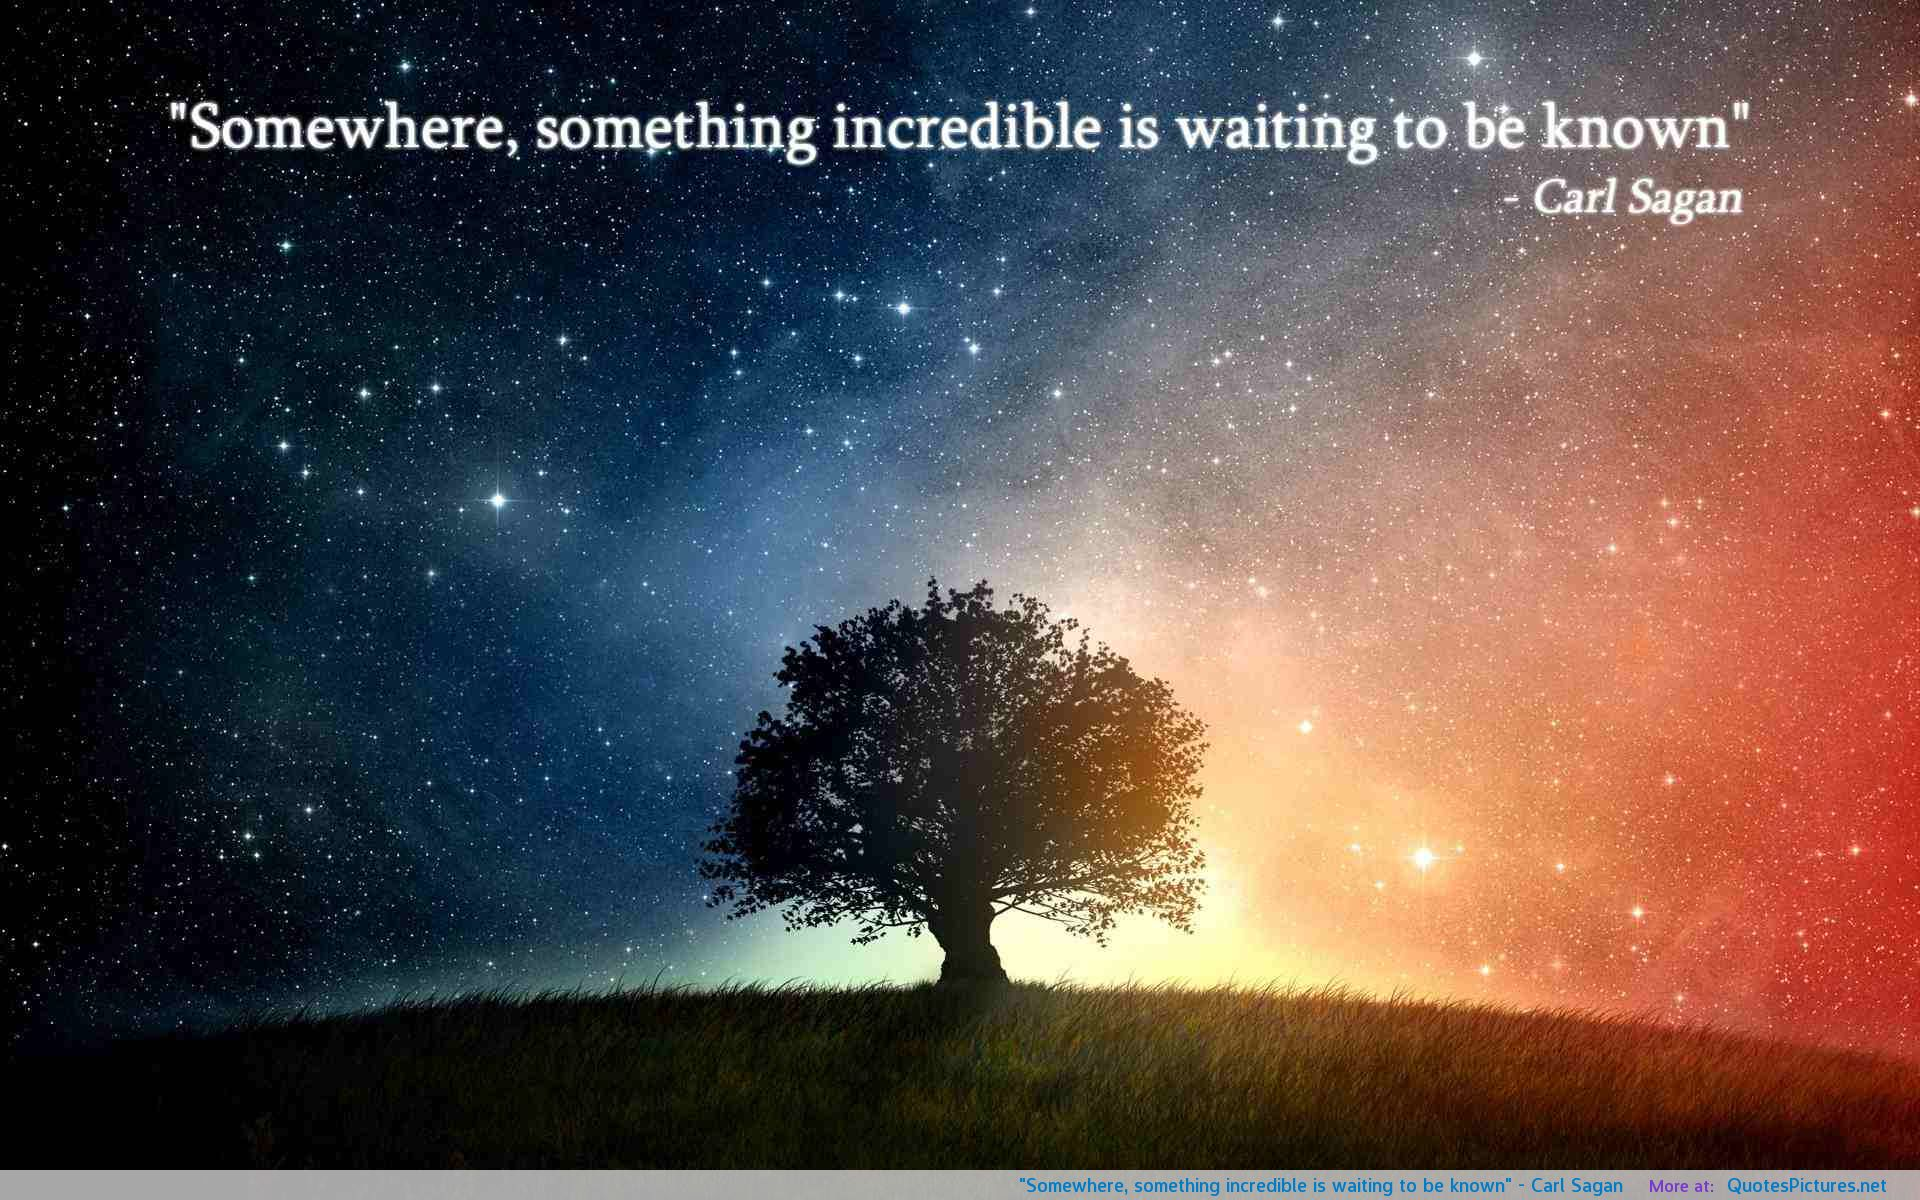 "Somewhere, something incredible is waiting to be known"
- Carl Sagan
"Somewhere, something incredible is waiting to be known" - Carl Sagan More at: QuotesPictures.net